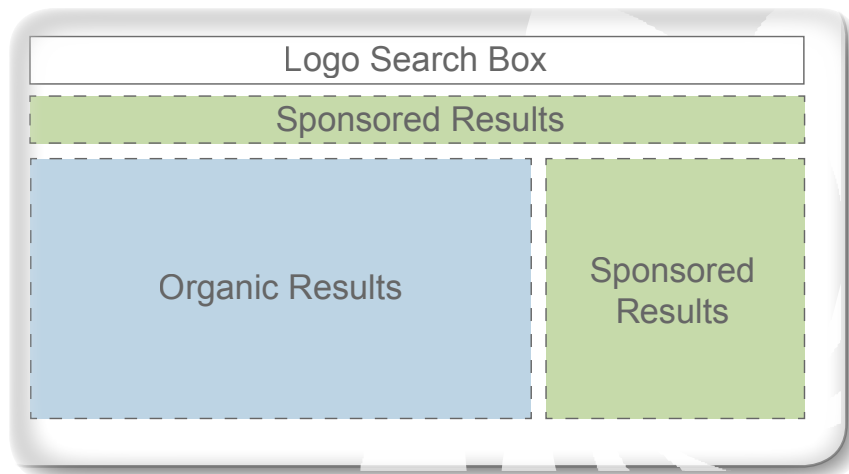 Logo Search Box
Sponsored Results
Organic Results
Sponsored
Results